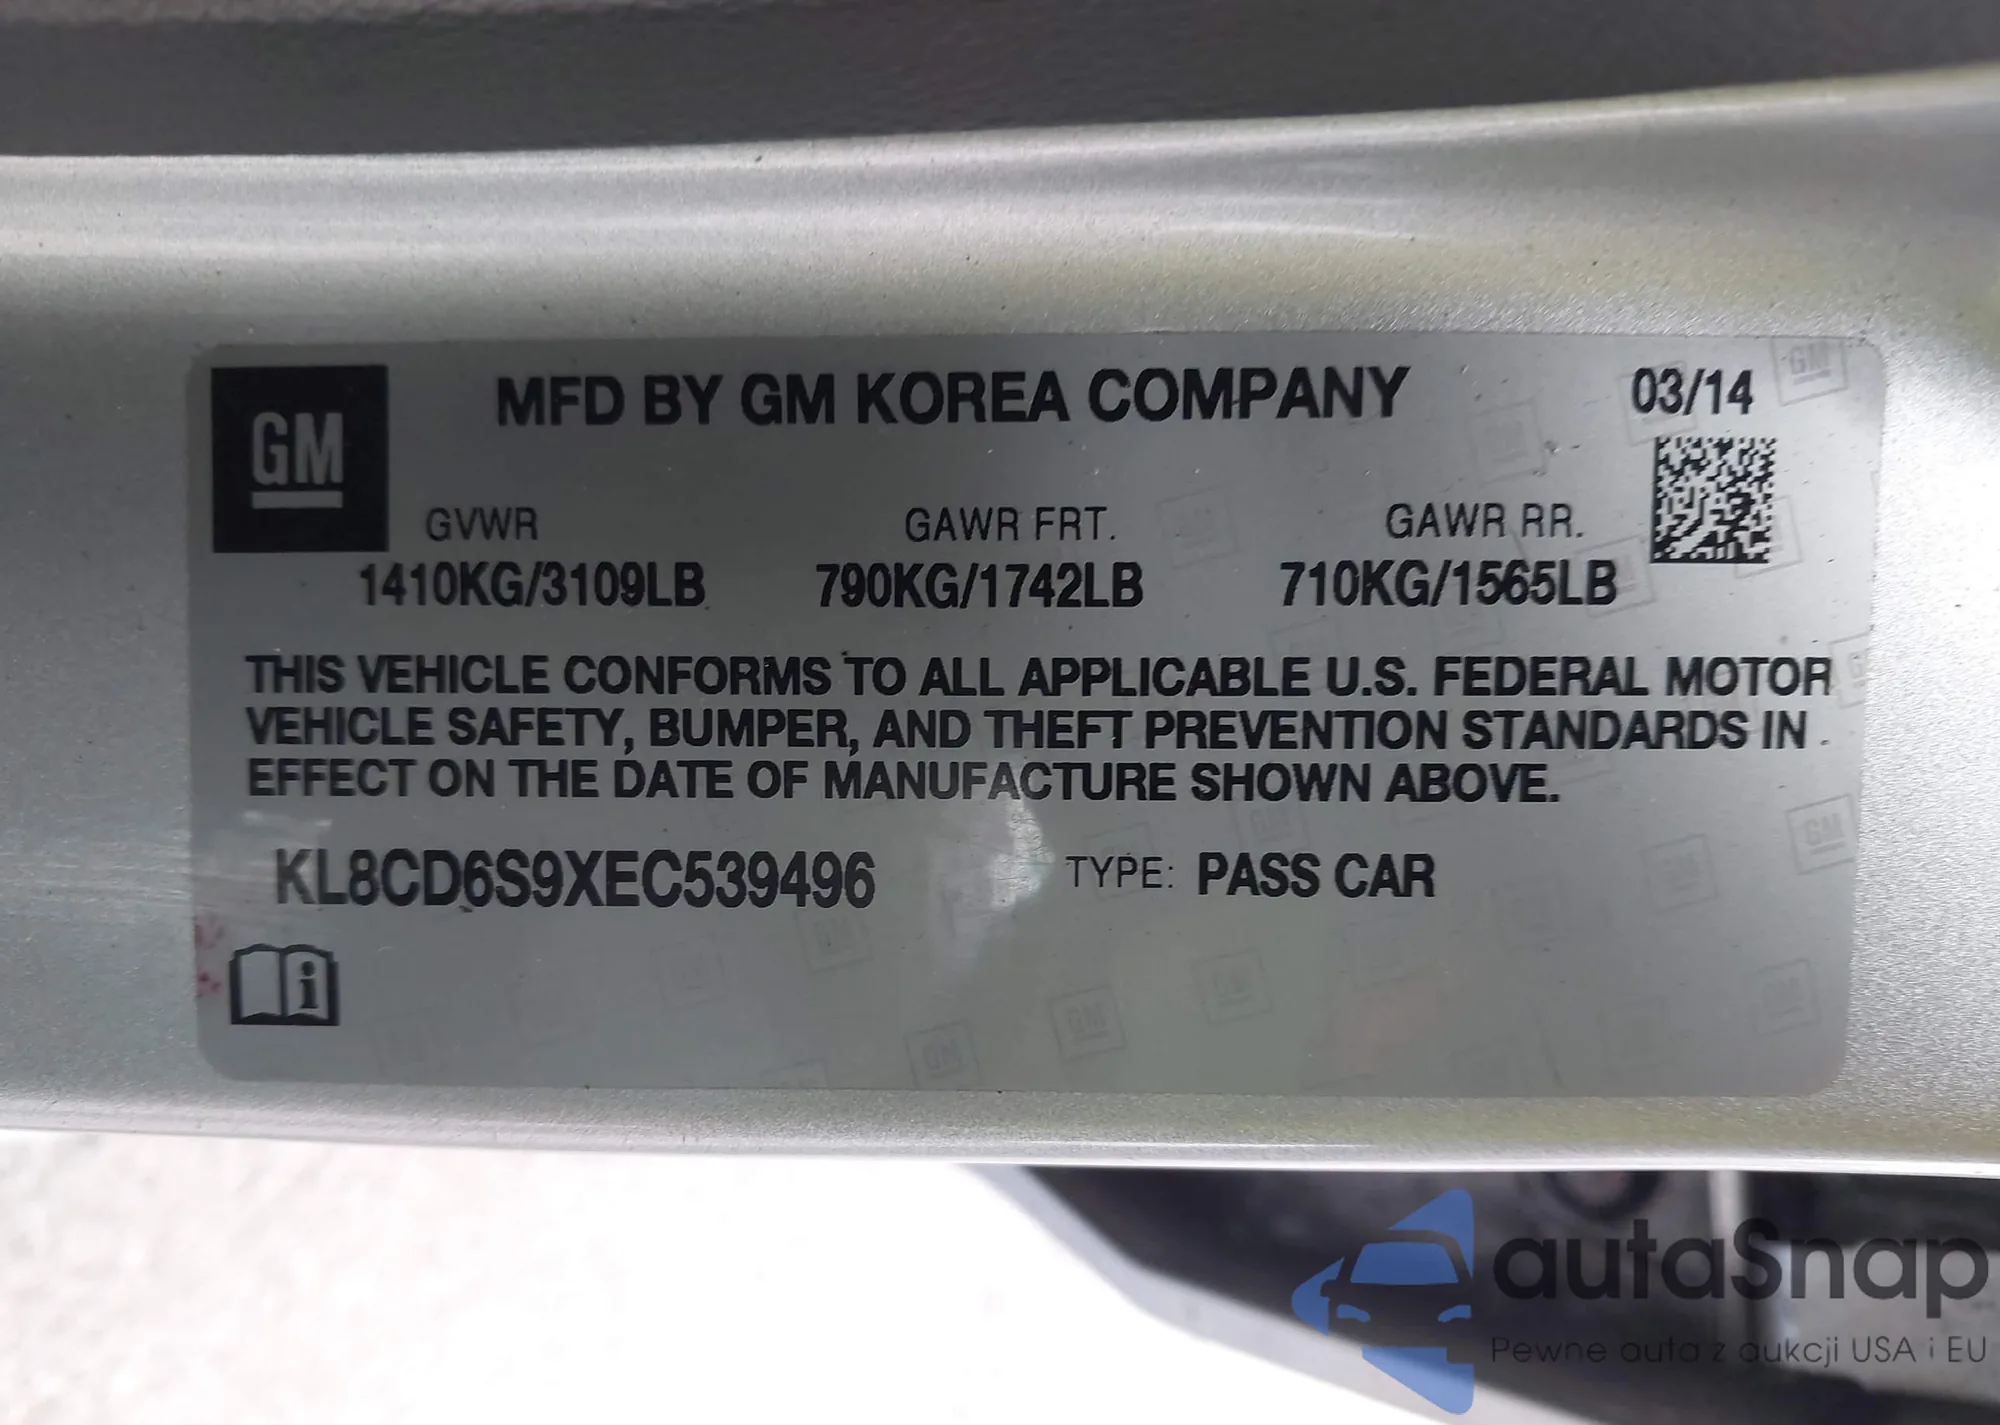 GM
MFD BY GM KOREA COMPANY 03/14
GVWR GAWR FRT. GAWR RR.
1410KG/3109LB 790KG/1742LB 710KG/1565LB
THIS VEHICLE CONFORMS TO ALL APPLICABLE U.S. FEDERAL MOTOR
VEHICLE SAFETY, BUMPER, AND THEFT PREVENTION STANDARDS IN
EFFECT ON THE DATE OF MANUFACTURE SHOWN ABOVE.
KL8CD6S9XEC539496 TYPE: PASS CAR
i
autaSnap
Pewne auta z aukcji USA i EU